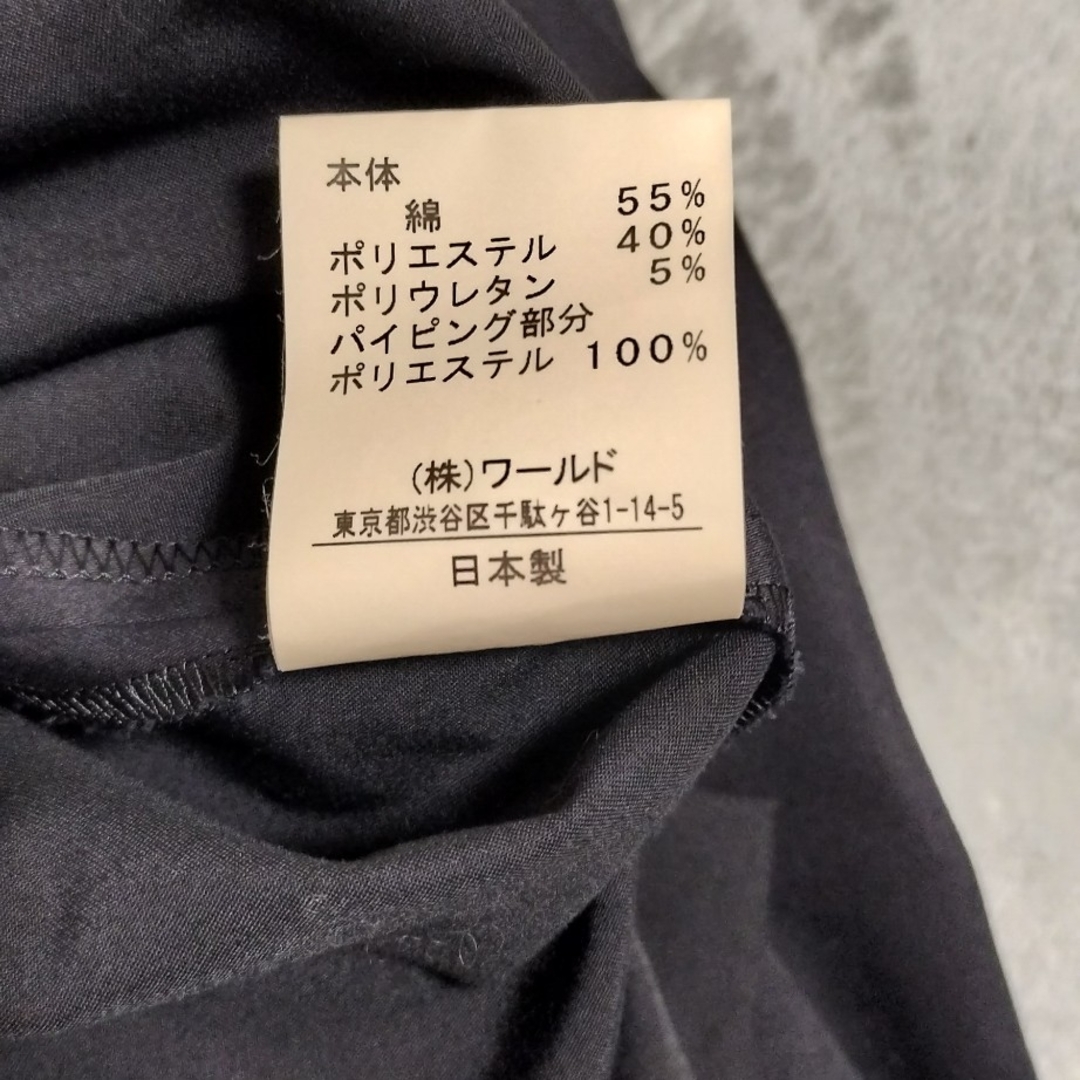 本体
綿 55%
ポリエステル 40%
ポリウレタン 5%
パイピング部分
ポリエステル 100%
(株)ワールド
東京都渋谷区千駄ヶ谷1-14-5
日本製